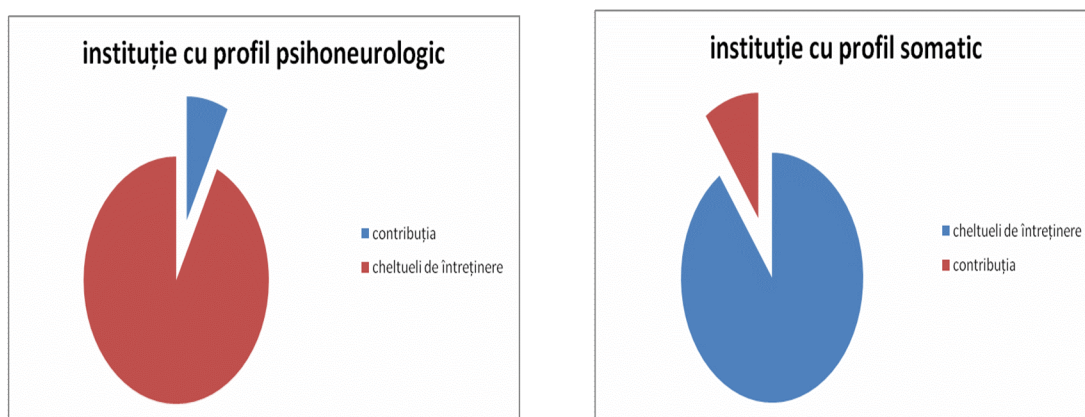 instituție cu profil psihoneurologic
contribuția
cheltueli de întreținere
instituție cu profil somatic
cheltueli de întreținere
contribuția